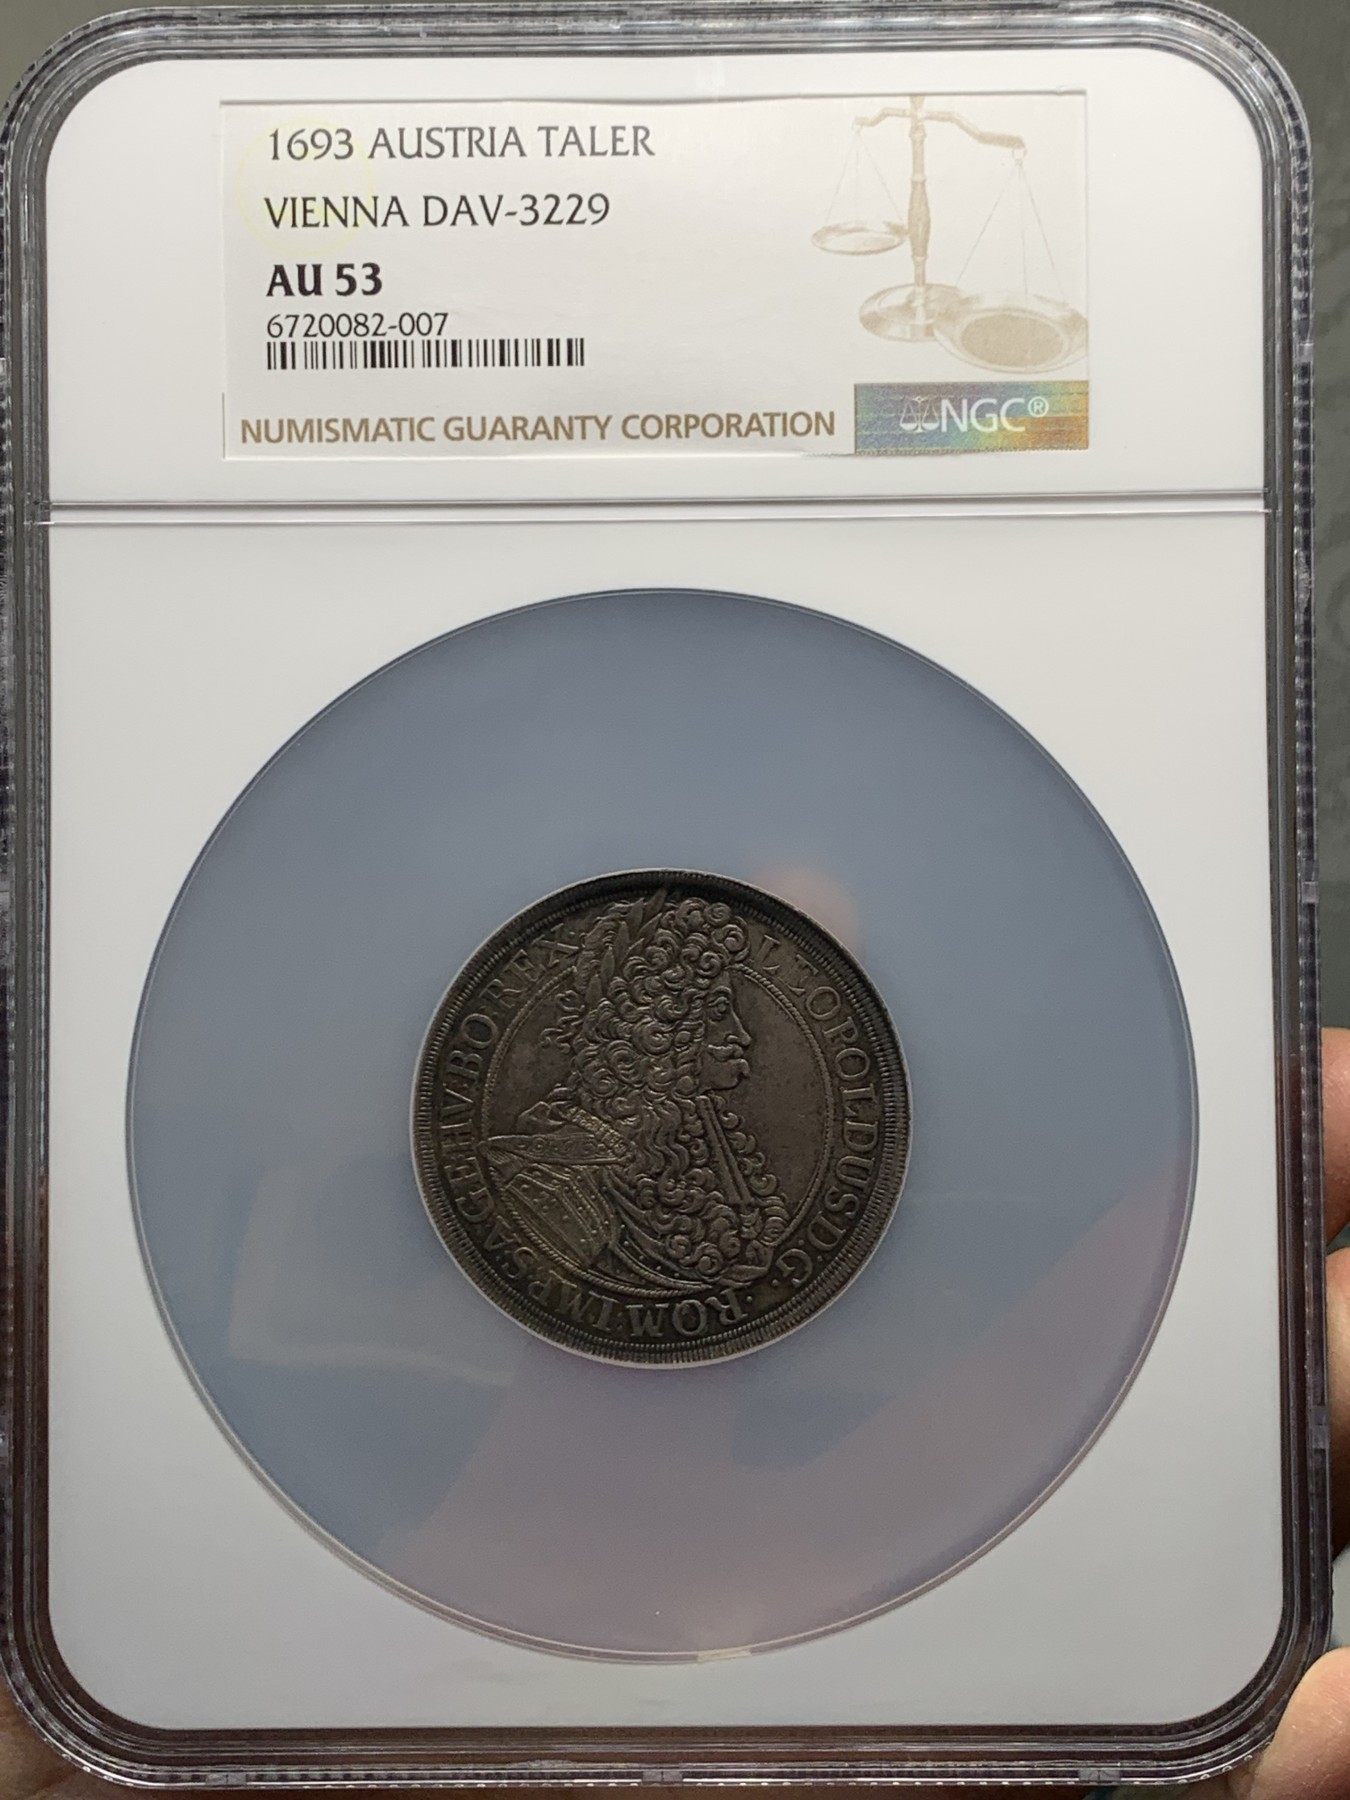 1693 AUSTRIA TALER
VIENNA DAV-3229
AU 53
6720082-007
NUMISMATIC GUARANTY CORPORATION
NGC®
LEOPOLDUS·D:G·ROM·IMP·S·A·GE·HV·BO·REX·